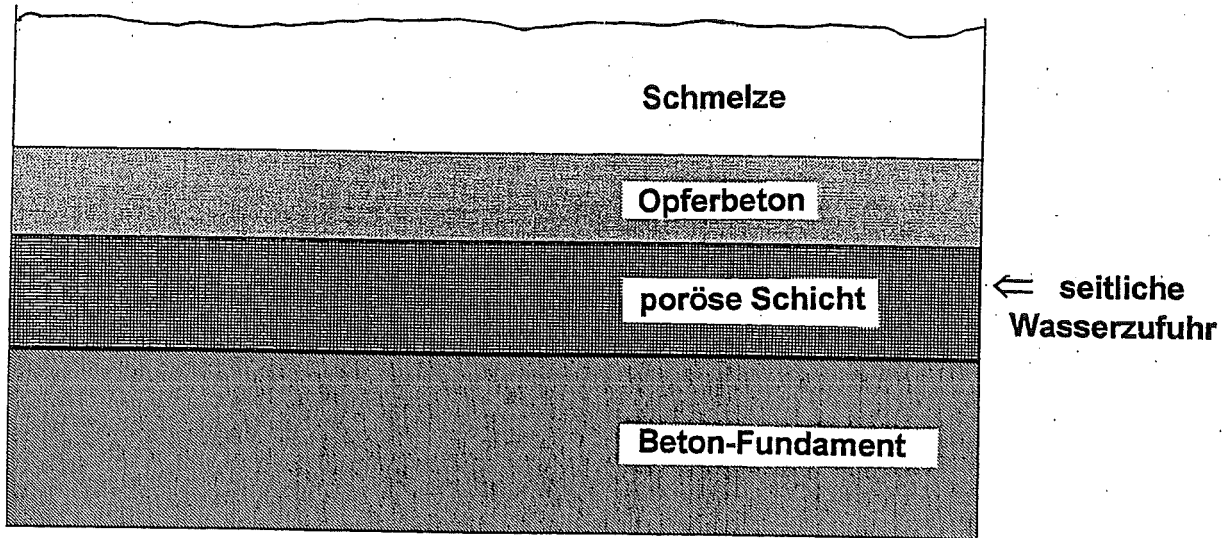 Schmelze
Opferbeton
poröse Schicht
⇐ seitliche
Wasserzufuhr
Beton-Fundament